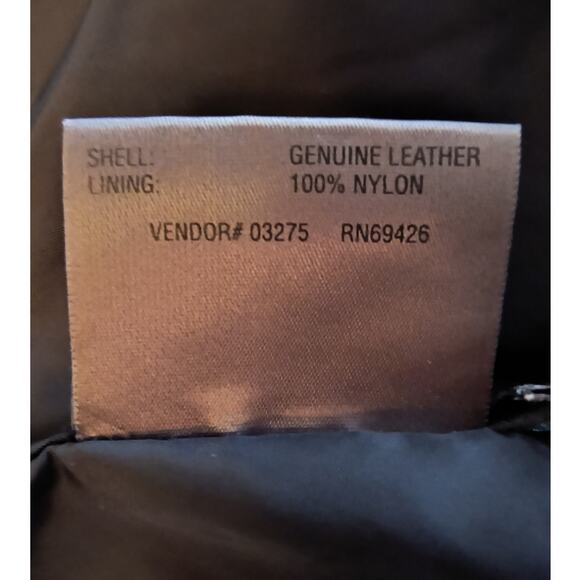 SHELL: GENUINE LEATHER
LINING: 100% NYLON
VENDOR# 03275 RN69426